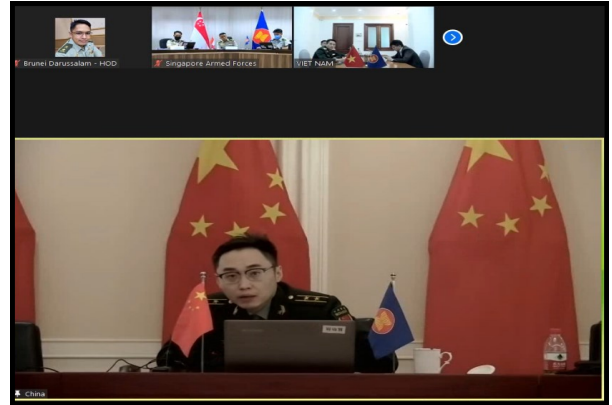 Brunei Darussalam - HOD
Singapore Armed Forces
VIET NAM
China